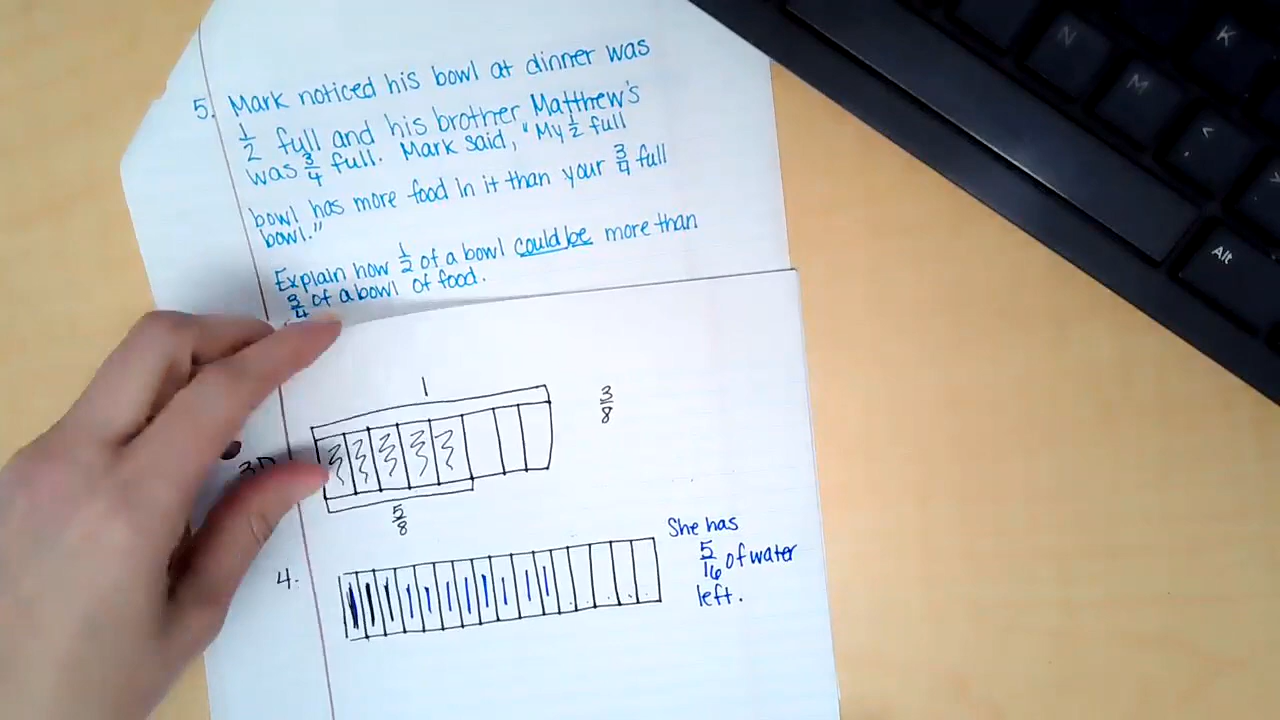 5. Mark noticed his bowl at dinner was
1/2 full and his brother Matthew's
was 3/4 full. Mark said, "My 1/2 full
bowl has more food in it than your 3/4 full
bowl."
Explain how 1/2 of a bowl could be more than
3/4 of a bowl of food.
1
3/8
5/8
4.
She has
5/16 of water
left.
N
M
K
<
Alt